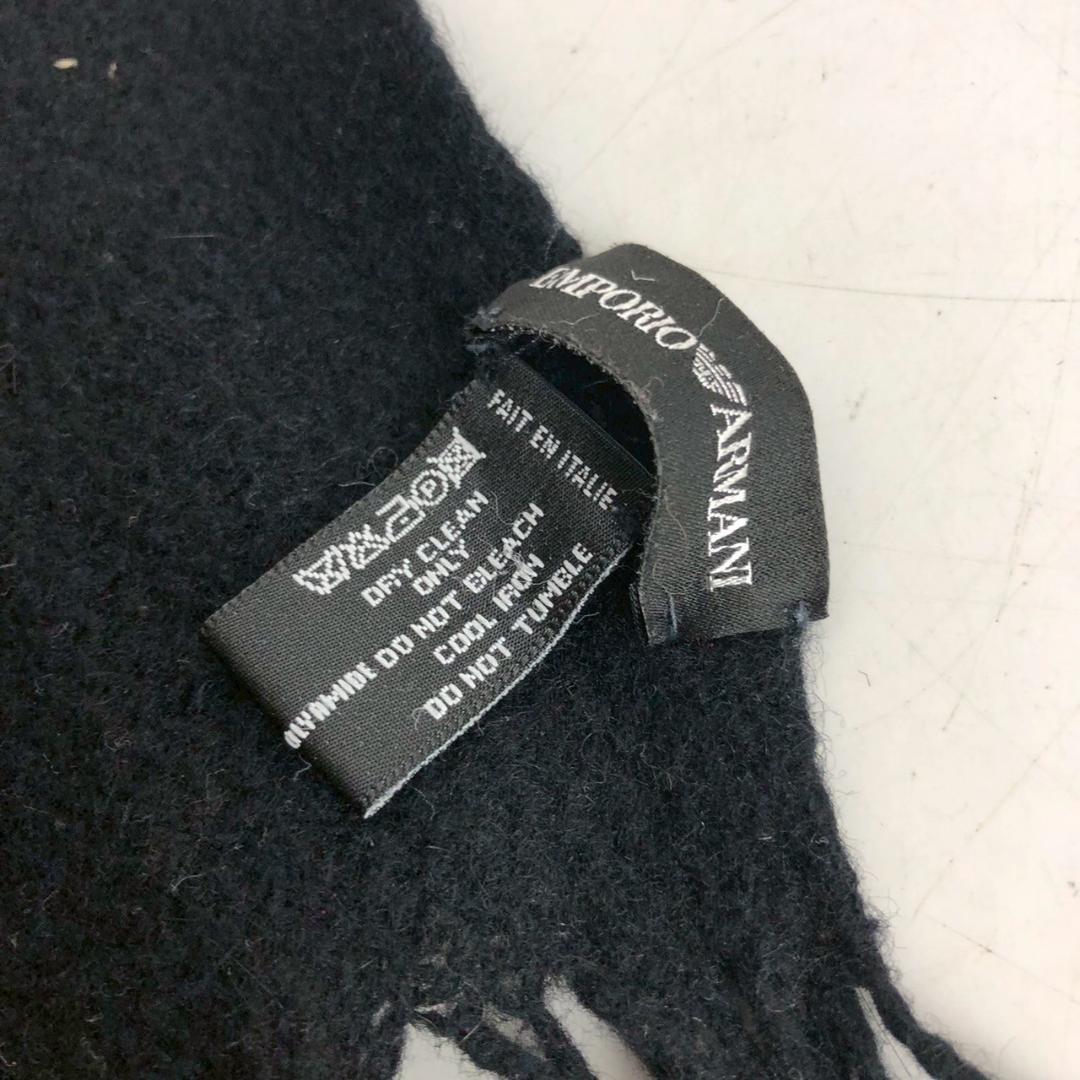 EMPORIO ARMANI
FAIT EN ITALIE
DRY CLEAN
ONLY
DO NOT BLEACH
COOL IRON
DO NOT TUMBLE